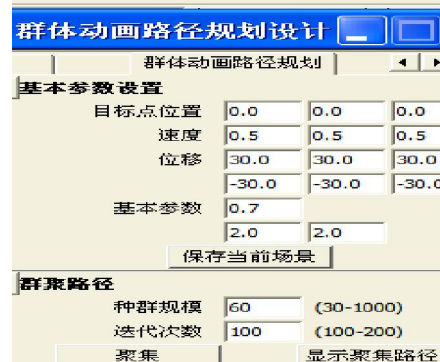 群体动画路径规划设计
群体动画路径规划
基本参数设置
目标点位置 0.0 0.0 0.0
速度 0.5 0.5 0.5
位移 30.0 30.0 30.0
-30.0 -30.0 -30.0
基本参数 0.7
2.0 2.0
保存当前场景
群聚路径
种群规模 60 (30-1000)
迭代次数 100 (100-200)
聚集 显示聚集路径